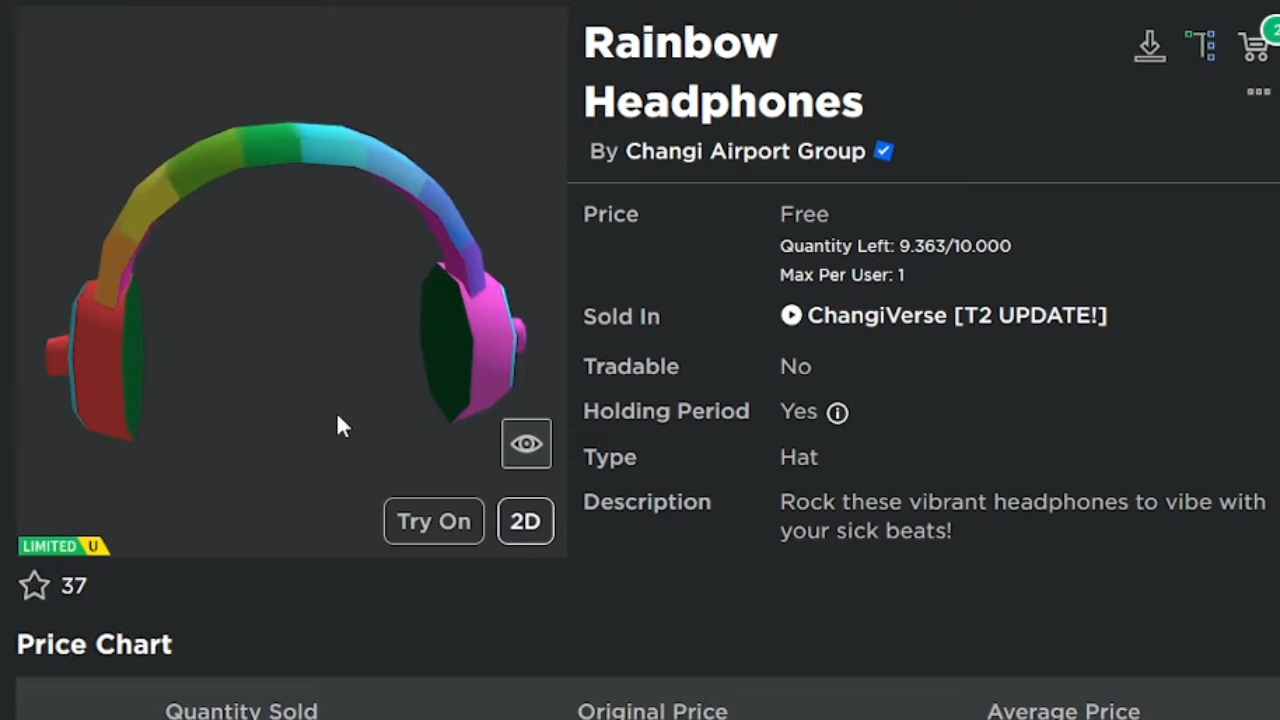 Rainbow
Headphones
By Changi Airport Group
2
Price
Free
Quantity Left: 9.363/10.000
Max Per User: 1
Sold In
ChangiVerse [T2 UPDATE!]
Tradable
No
Holding Period
Yes
Type
Hat
Description
Rock these vibrant headphones to vibe with
your sick beats!
Try On
2D
LIMITED U
37
Price Chart
Quantity Sold
Original Price
Average Price